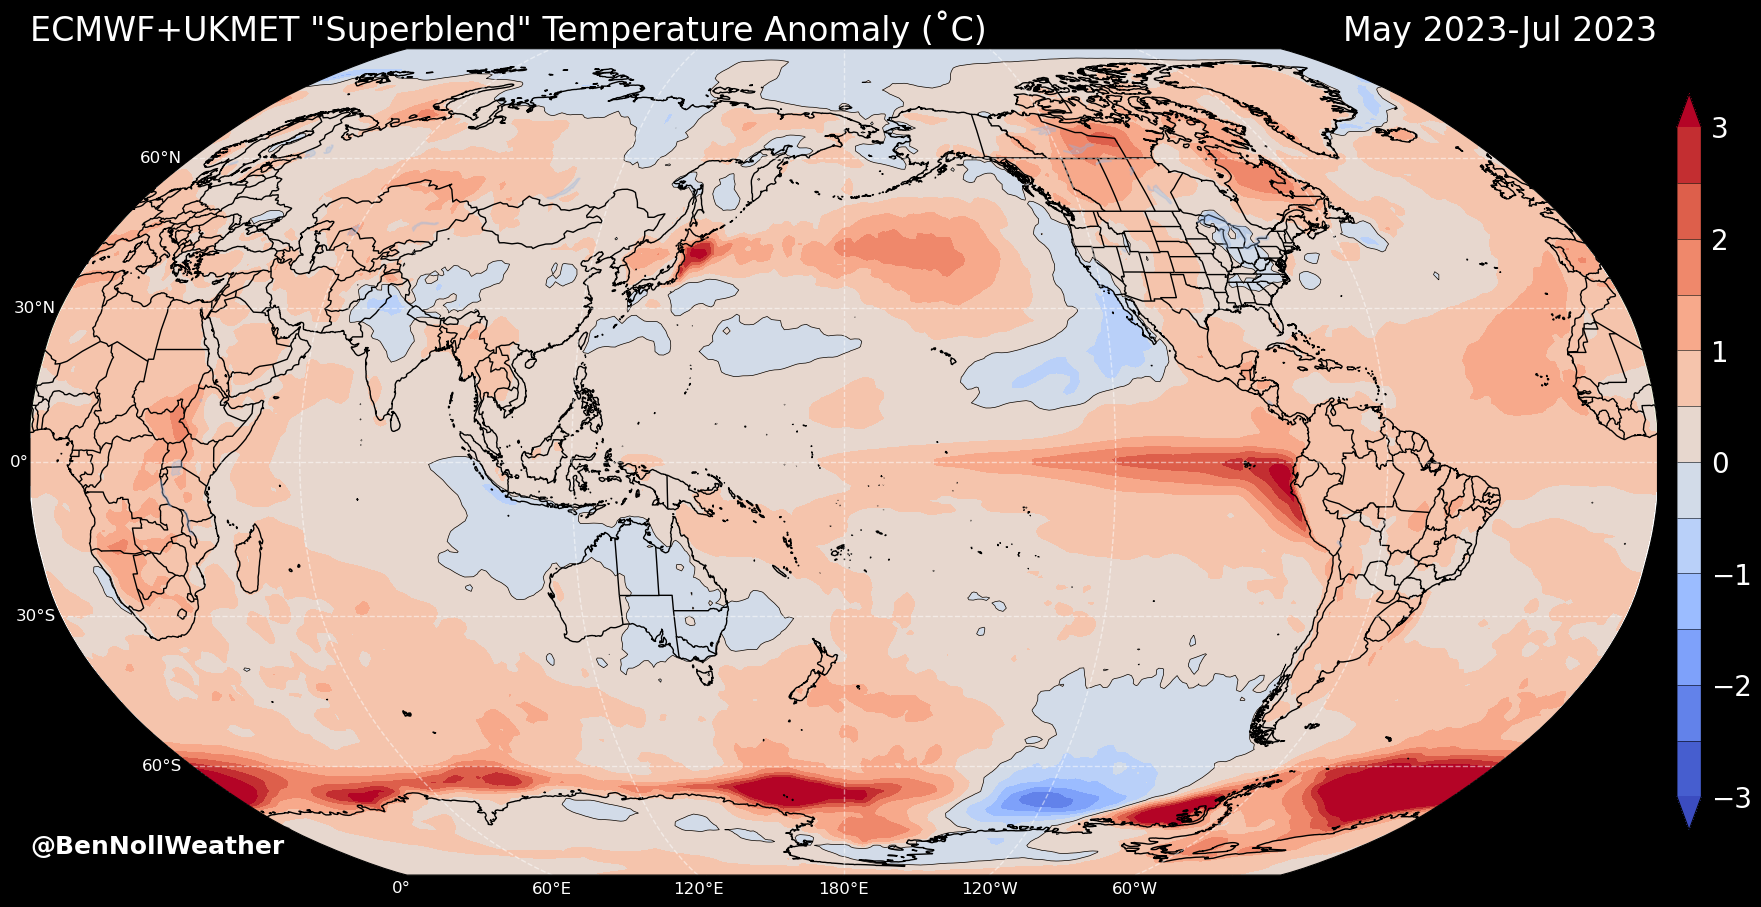 ECMWF+UKMET "Superblend" Temperature Anomaly (˚C)
May 2023-Jul 2023
60°N
30°N
0°
30°S
60°S
3
2
1
0
−1
−2
−3
@BenNollWeather
0°
60°E
120°E
180°E
120°W
60°W